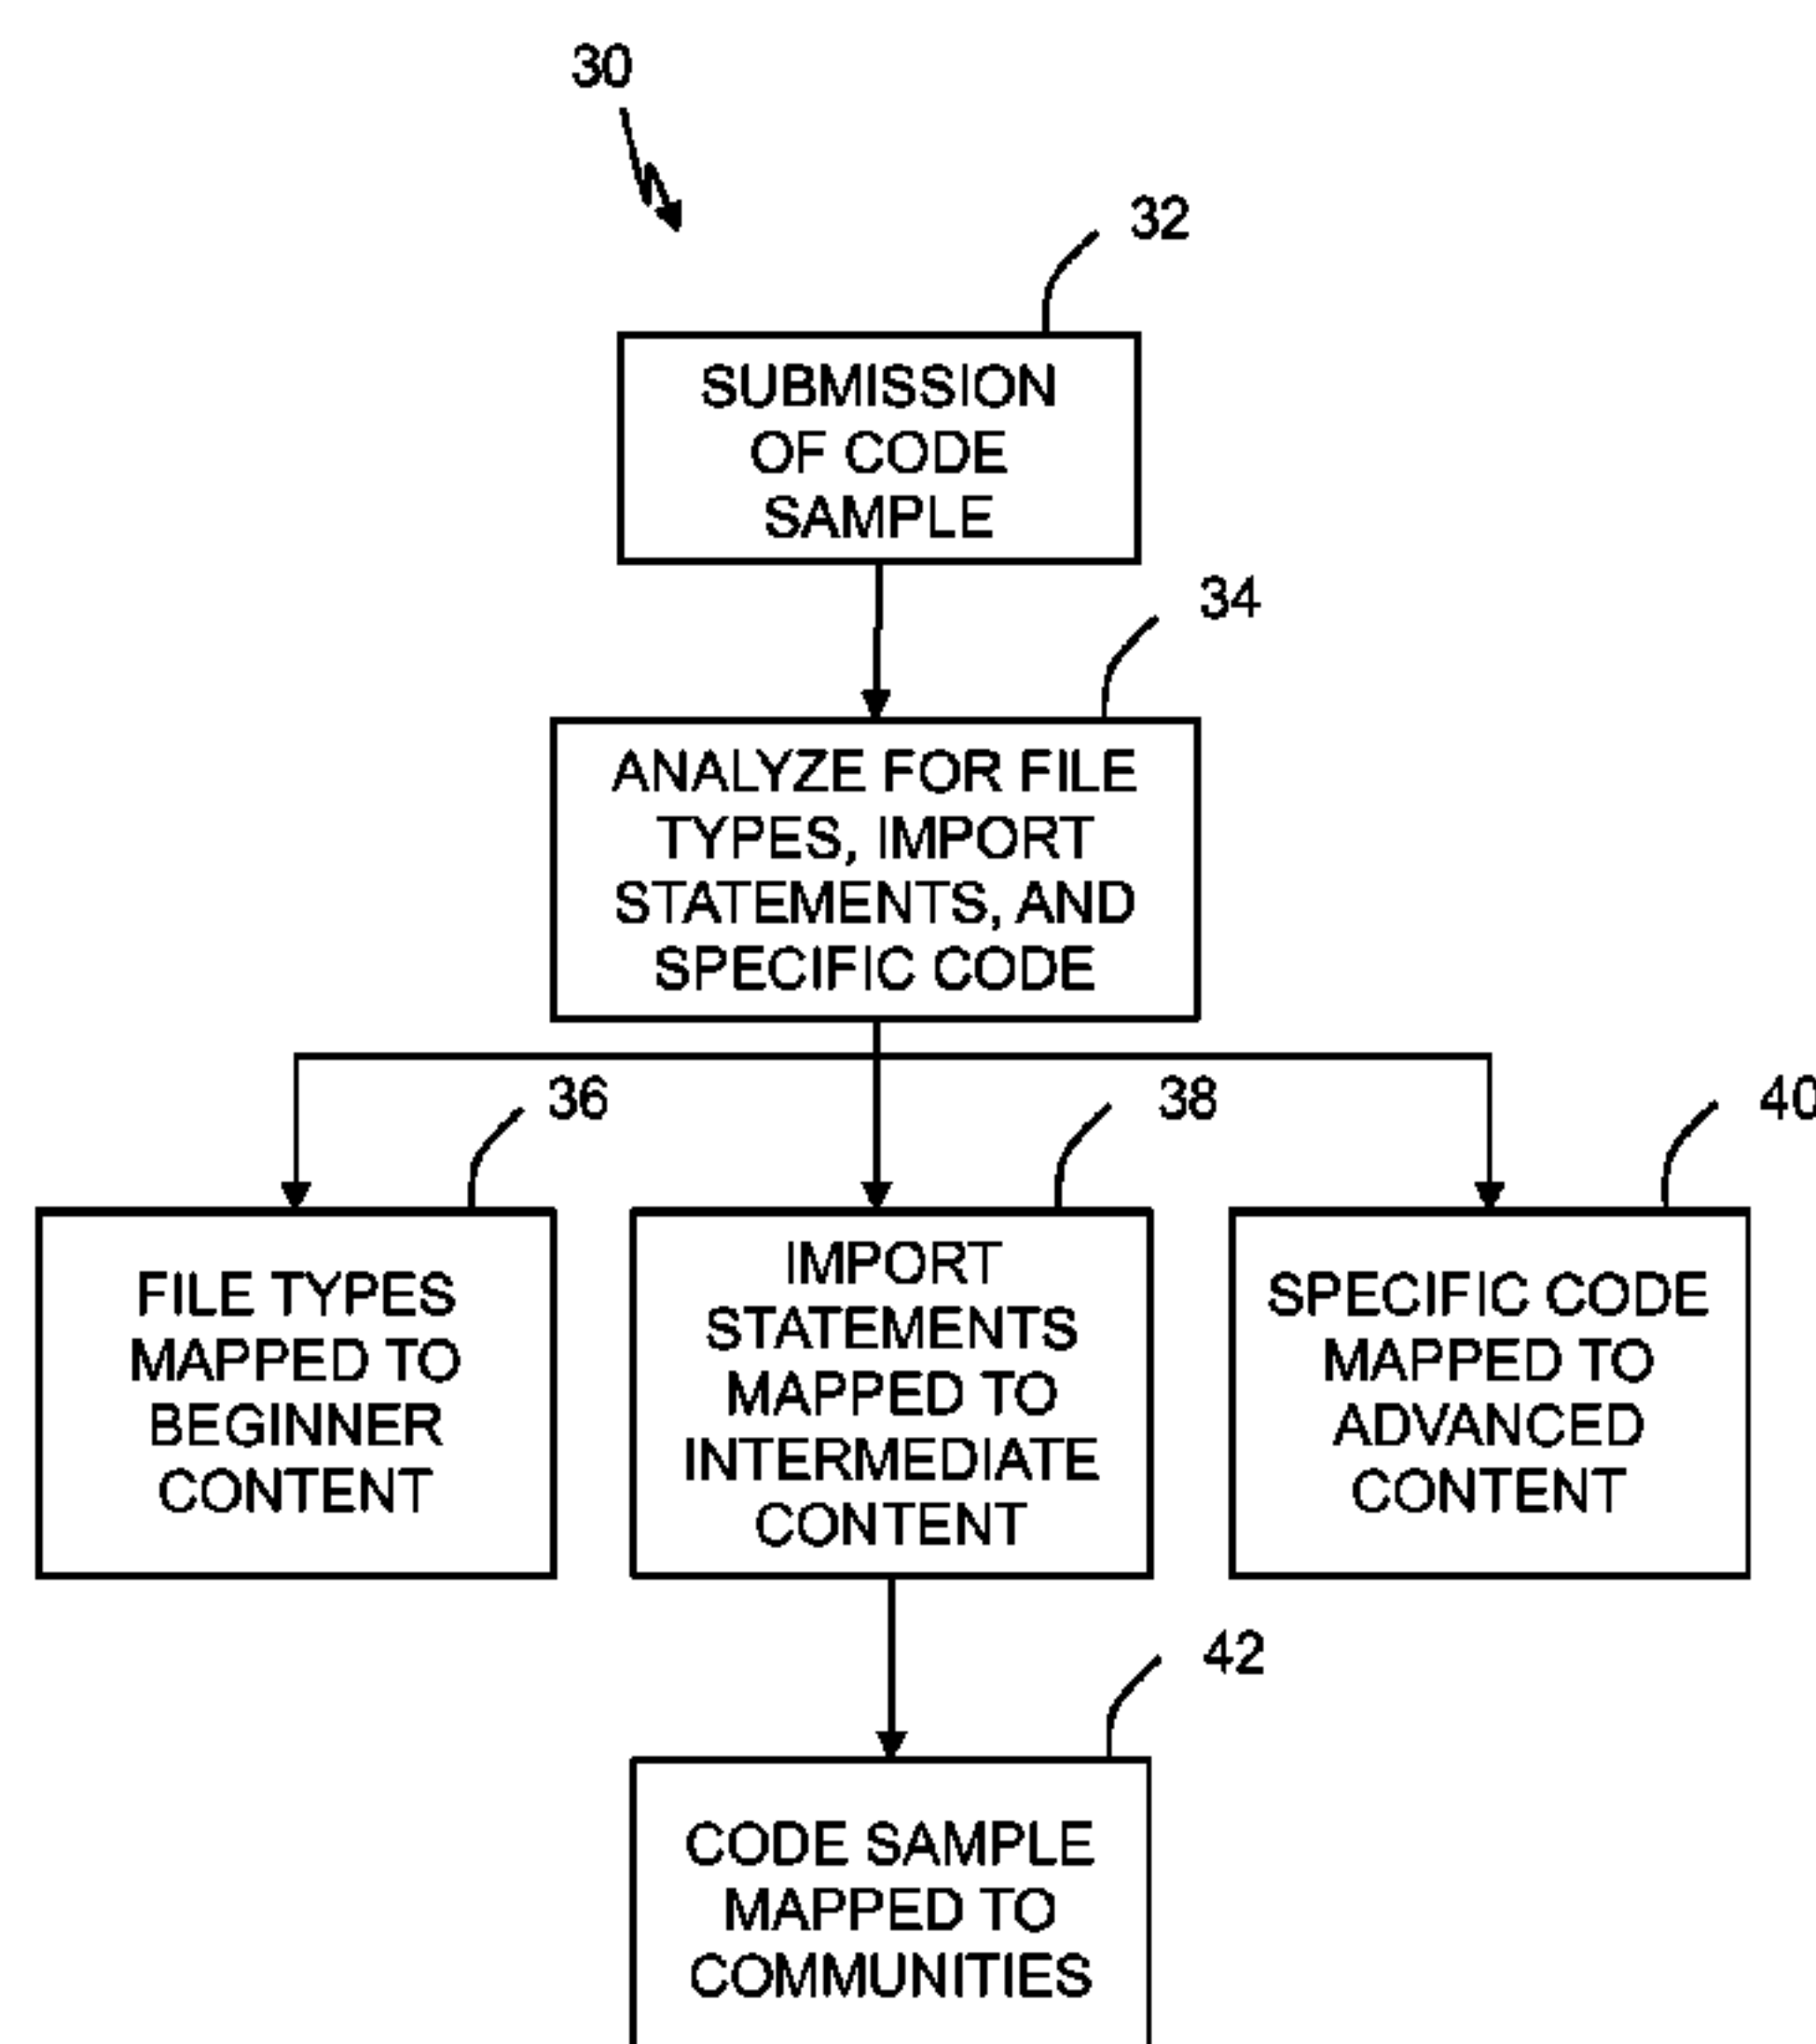 30
32
SUBMISSION
OF CODE
SAMPLE
34
ANALYZE FOR FILE
TYPES, IMPORT
STATEMENTS, AND
SPECIFIC CODE
36
38
40
FILE TYPES
MAPPED TO
BEGINNER
CONTENT
IMPORT
STATEMENTS
MAPPED TO
INTERMEDIATE
CONTENT
SPECIFIC CODE
MAPPED TO
ADVANCED
CONTENT
42
CODE SAMPLE
MAPPED TO
COMMUNITIES